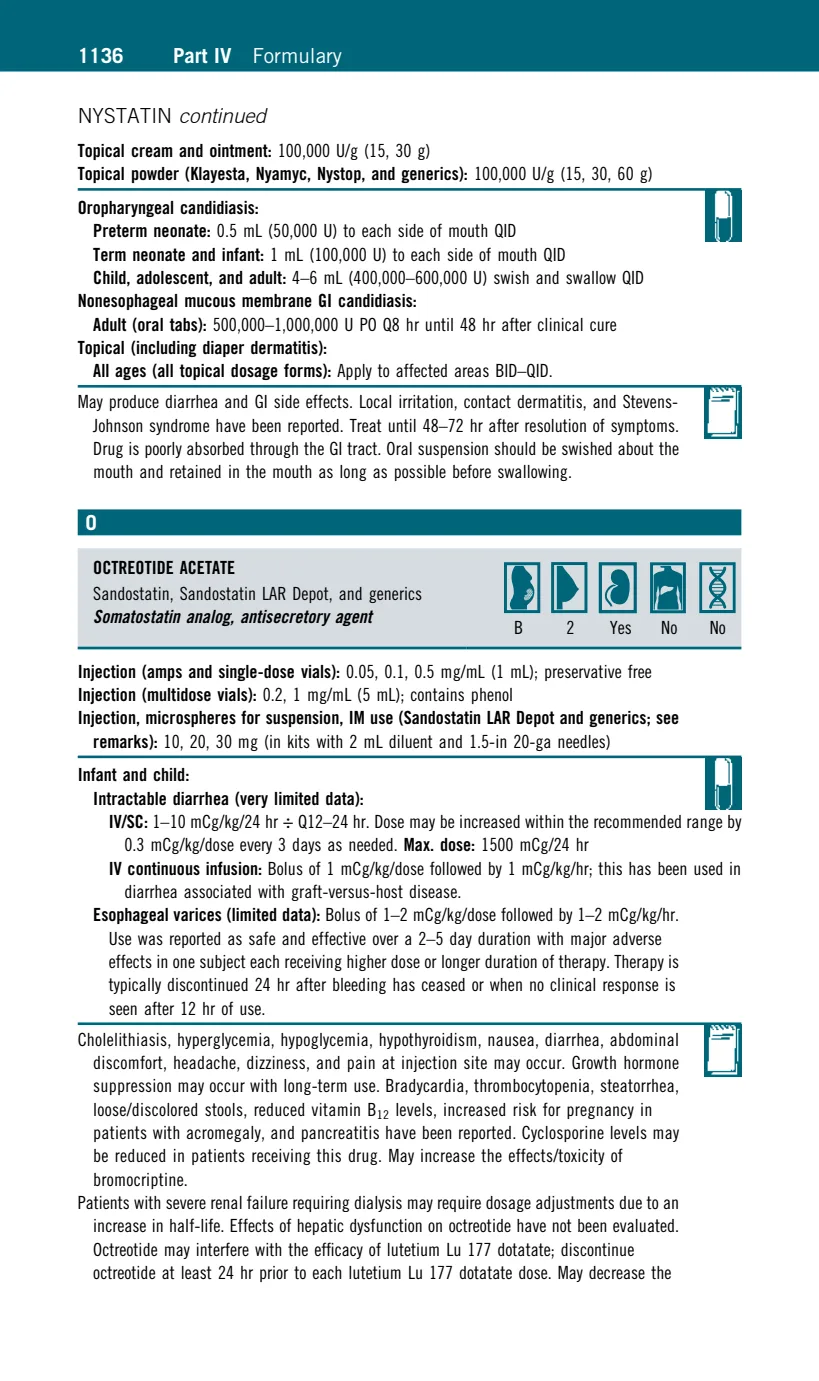 1136 Part IV Formulary
NYSTATIN continued
Topical cream and ointment: 100,000 U/g (15, 30 g)
Topical powder (Klayesta, Nyamyc, Nystop, and generics): 100,000 U/g (15, 30, 60 g)
Oropharyngeal candidiasis:
Preterm neonate: 0.5 mL (50,000 U) to each side of mouth QID
Term neonate and infant: 1 mL (100,000 U) to each side of mouth QID
Child, adolescent, and adult: 4–6 mL (400,000–600,000 U) swish and swallow QID
Nonesophageal mucous membrane GI candidiasis:
Adult (oral tabs): 500,000–1,000,000 U PO Q8 hr until 48 hr after clinical cure
Topical (including diaper dermatitis):
All ages (all topical dosage forms): Apply to affected areas BID–QID.
May produce diarrhea and GI side effects. Local irritation, contact dermatitis, and Stevens-
Johnson syndrome have been reported. Treat until 48–72 hr after resolution of symptoms.
Drug is poorly absorbed through the GI tract. Oral suspension should be swished about the
mouth and retained in the mouth as long as possible before swallowing.
O
OCTREOTIDE ACETATE
Sandostatin, Sandostatin LAR Depot, and generics
Somatostatin analog, antisecretory agent
B 2 Yes No No
Injection (amps and single-dose vials): 0.05, 0.1, 0.5 mg/mL (1 mL); preservative free
Injection (multidose vials): 0.2, 1 mg/mL (5 mL); contains phenol
Injection, microspheres for suspension, IM use (Sandostatin LAR Depot and generics; see
remarks): 10, 20, 30 mg (in kits with 2 mL diluent and 1.5-in 20-ga needles)
Infant and child:
Intractable diarrhea (very limited data):
IV/SC: 1–10 mCg/kg/24 hr ÷ Q12–24 hr. Dose may be increased within the recommended range by
0.3 mCg/kg/dose every 3 days as needed. Max. dose: 1500 mCg/24 hr
IV continuous infusion: Bolus of 1 mCg/kg/dose followed by 1 mCg/kg/hr; this has been used in
diarrhea associated with graft-versus-host disease.
Esophageal varices (limited data): Bolus of 1–2 mCg/kg/dose followed by 1–2 mCg/kg/hr.
Use was reported as safe and effective over a 2–5 day duration with major adverse
effects in one subject each receiving higher dose or longer duration of therapy. Therapy is
typically discontinued 24 hr after bleeding has ceased or when no clinical response is
seen after 12 hr of use.
Cholelithiasis, hyperglycemia, hypoglycemia, hypothyroidism, nausea, diarrhea, abdominal
discomfort, headache, dizziness, and pain at injection site may occur. Growth hormone
suppression may occur with long-term use. Bradycardia, thrombocytopenia, steatorrhea,
loose/discolored stools, reduced vitamin B₁₂ levels, increased risk for pregnancy in
patients with acromegaly, and pancreatitis have been reported. Cyclosporine levels may
be reduced in patients receiving this drug. May increase the effects/toxicity of
bromocriptine.
Patients with severe renal failure requiring dialysis may require dosage adjustments due to an
increase in half-life. Effects of hepatic dysfunction on octreotide have not been evaluated.
Octreotide may interfere with the efficacy of lutetium Lu 177 dotatate; discontinue
octreotide at least 24 hr prior to each lutetium Lu 177 dotatate dose. May decrease the